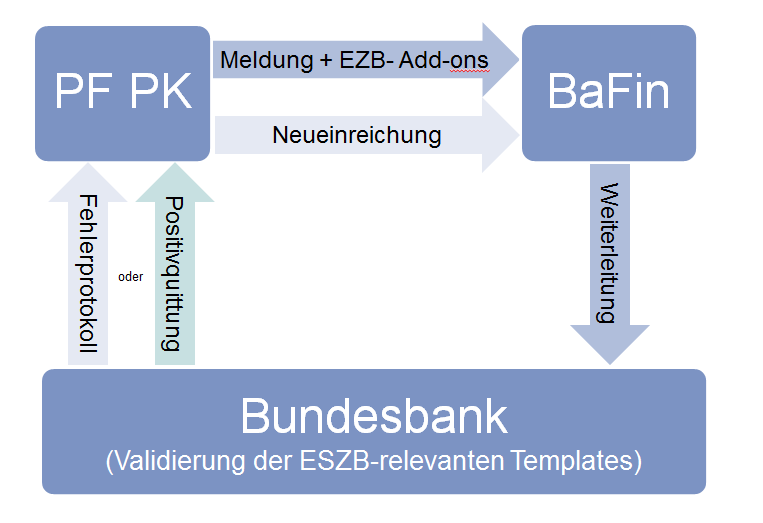 PF PK
Meldung + EZB- Add-ons
BaFin
Neueinreichung
Fehlerprotokoll
oder
Positivquittung
Weiterleitung
Bundesbank
(Validierung der ESZB-relevanten Templates)